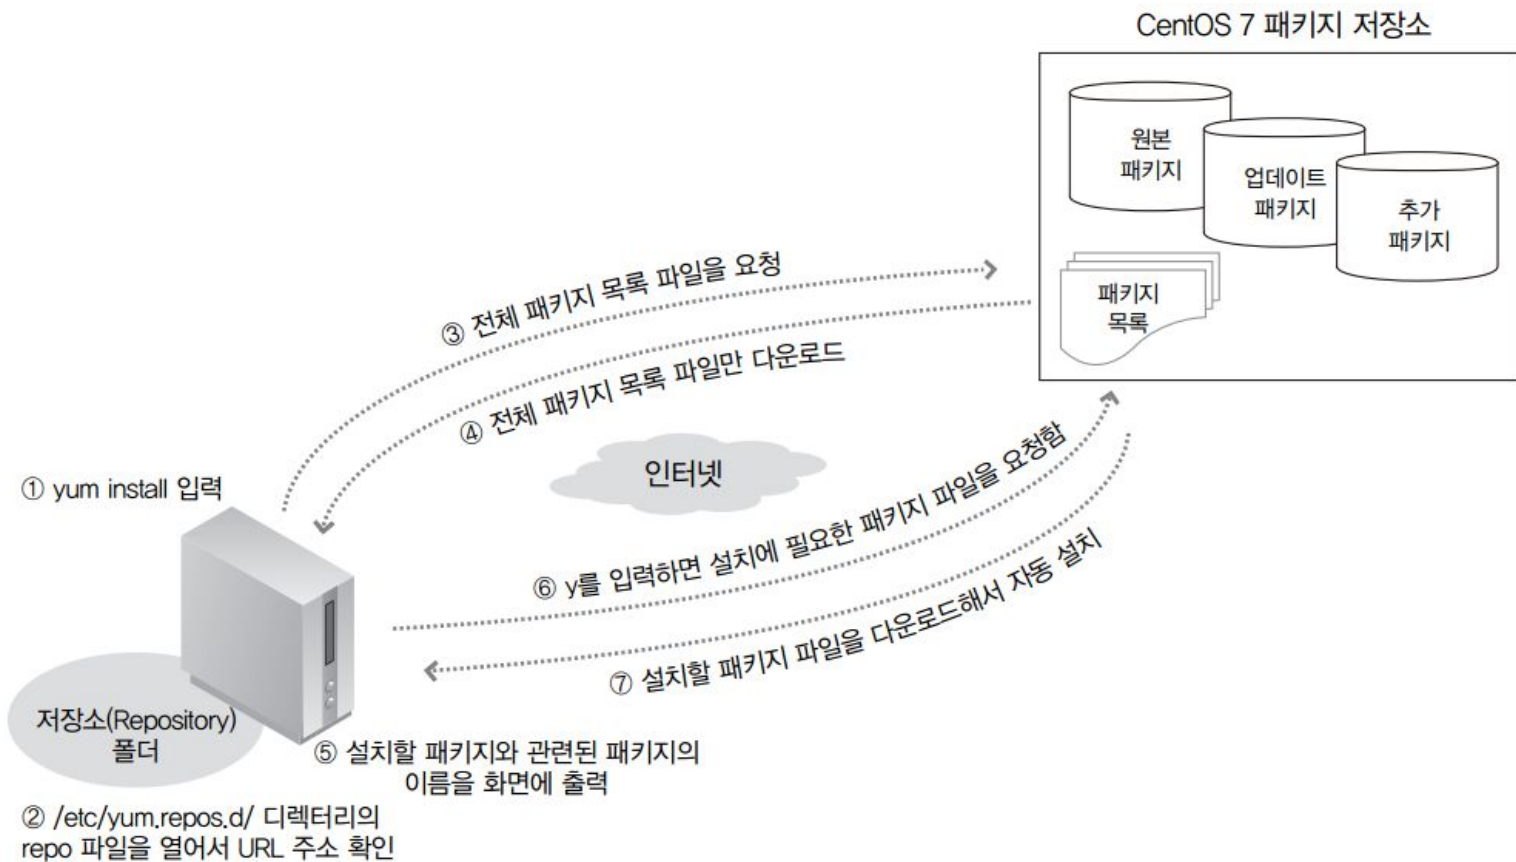 CentOS 7 패키지 저장소
원본
패키지
업데이트
패키지
추가
패키지
패키지
목록
③ 전체 패키지 목록 파일을 요청
④ 전체 패키지 목록 파일만 다운로드
인터넷
① yum install 입력
⑥ y를 입력하면 설치에 필요한 패키지 파일을 요청함
⑦ 설치할 패키지 파일을 다운로드해서 자동 설치
저장소(Repository)
폴더
⑤ 설치할 패키지와 관련된 패키지의
이름을 화면에 출력
② /etc/yum.repos.d/ 디렉터리의
repo 파일을 열어서 URL 주소 확인